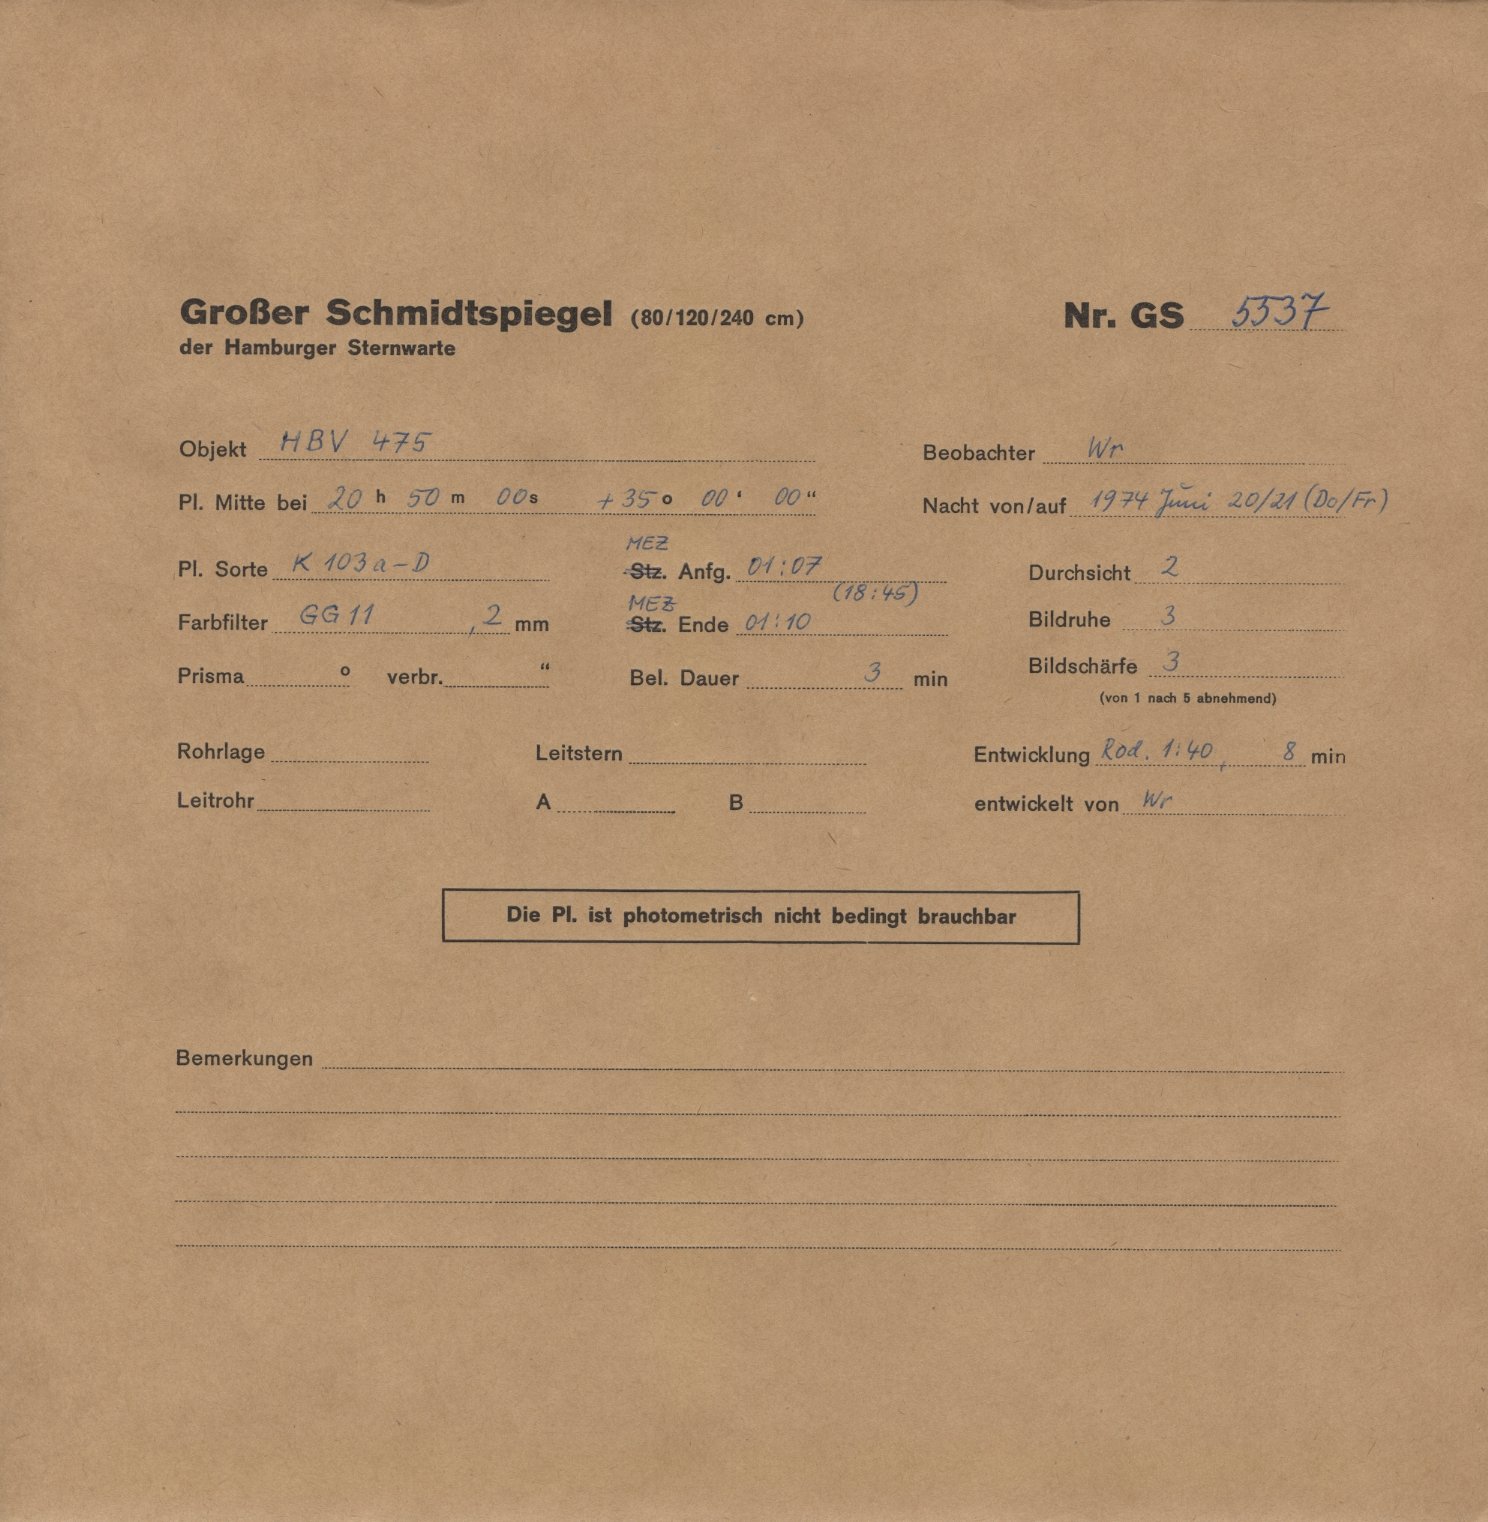 Großer Schmidtspiegel (80/120/240 cm) Nr. GS 5537
der Hamburger Sternwarte
Objekt HBV 475 Beobachter Wr
Pl. Mitte bei 20 h 50 m 00 s +35 o 00 ' 00 " Nacht von/auf 1974 Juni 20/21 (Do/Fr)
MEZ
Pl. Sorte K 103a-D Stz. Anfg. 01:07 Durchsicht 2
(18:45)
MEZ
Farbfilter GG 11 , 2 mm Stz. Ende 01:10 Bildruhe 3
Prisma o verbr. " Bel. Dauer 3 min Bildschärfe 3
(von 1 nach 5 abnehmend)
Rohrlage Leitstern Entwicklung Rod. 1:40, 8 min
Leitrohr A B entwickelt von Wr
Die Pl. ist photometrisch nicht bedingt brauchbar
Bemerkungen